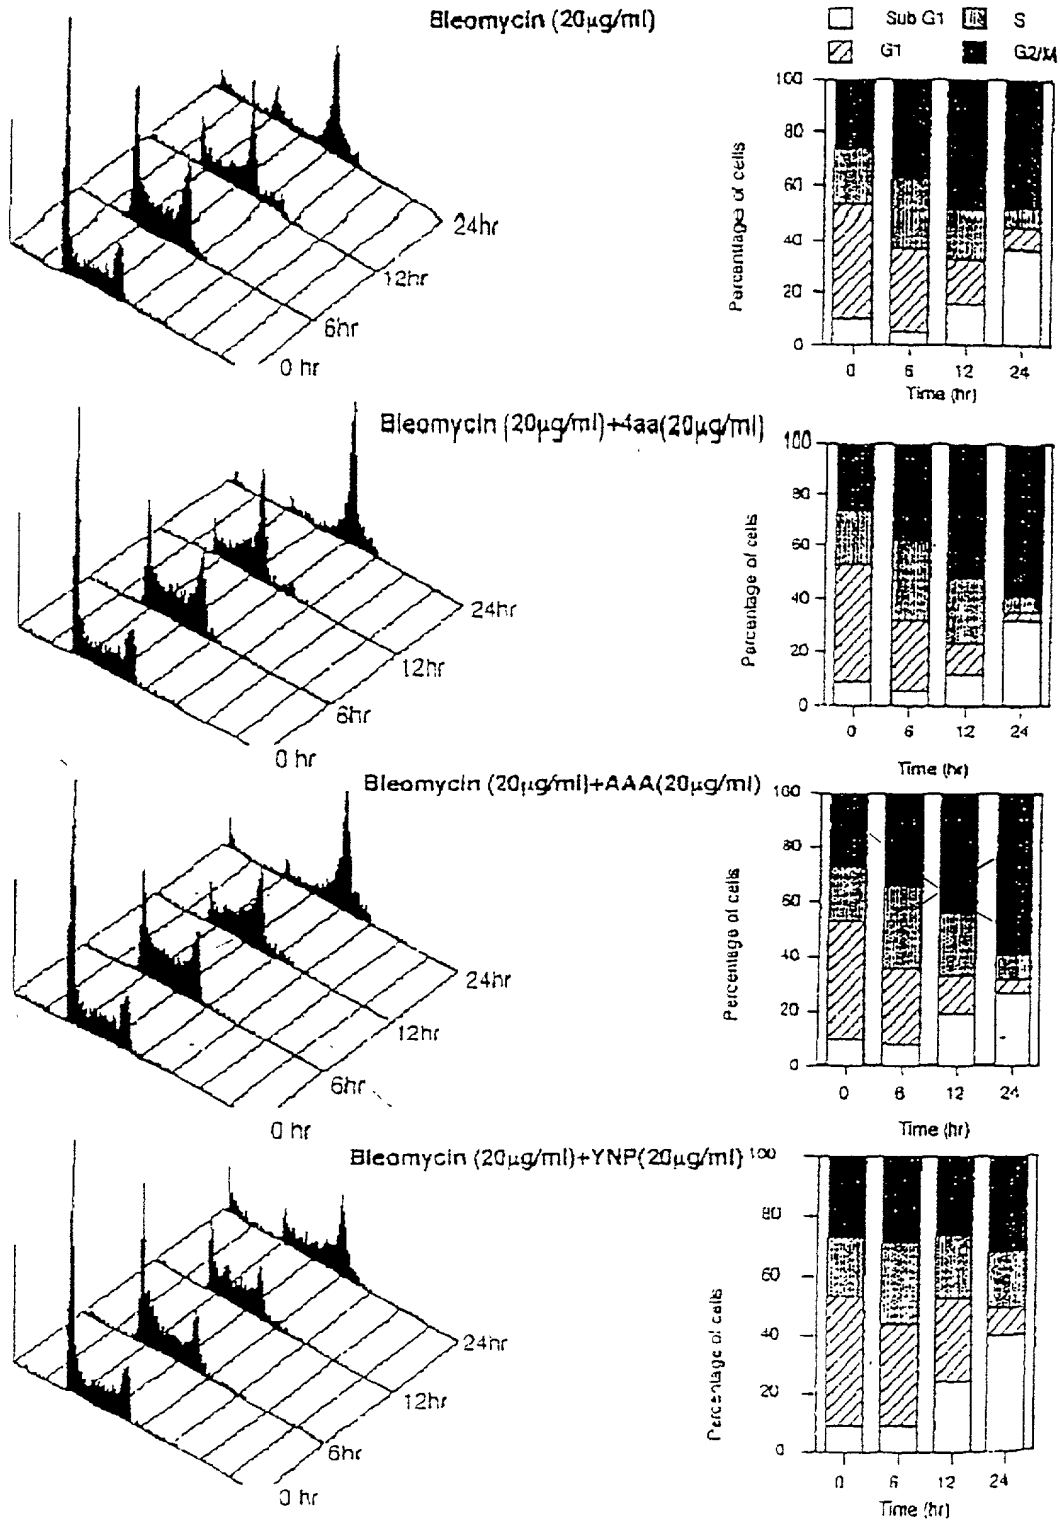 Bleomycin (20µg/ml)
Sub G1 S
G1 G2/M
100
80
60
40
20
0
Percentage of cells
0 6 12 24
Time (hr)
24hr
12hr
6hr
0 hr
Bleomycin (20µg/ml)+4aa(20µg/ml)
100
80
60
40
20
0
Percentage of cells
0 6 12 24
Time (hr)
24hr
12hr
6hr
0 hr
Bleomycin (20µg/ml)+AAA(20µg/ml)
100
80
60
40
20
0
Percentage of cells
0 6 12 24
Time (hr)
24hr
12hr
6hr
0 hr
Bleomycin (20µg/ml)+YNP(20µg/ml)
100
80
60
40
20
0
Percentage of cells
0 6 12 24
Time (hr)
24hr
12hr
6hr
0 hr